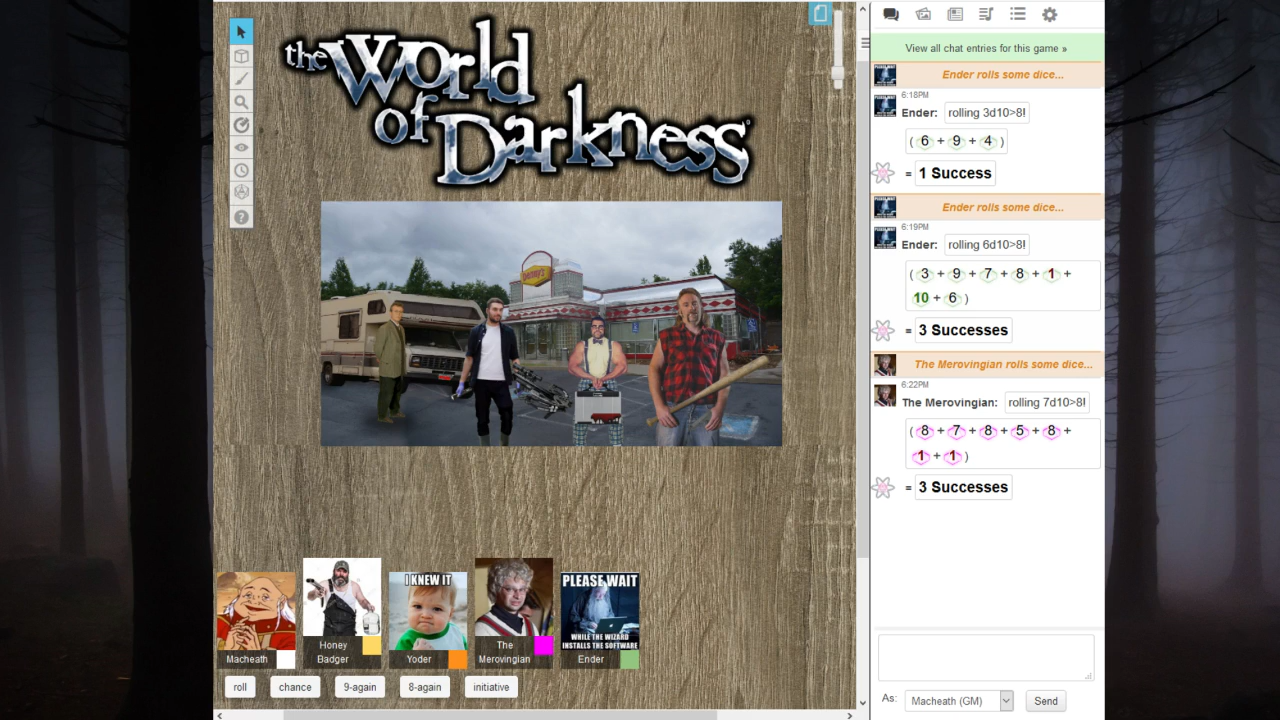 the World
of Darkness
Denny's
View all chat entries for this game »
Ender rolls some dice...
6:18PM
Ender: rolling 3d10>8!
(6+9+4)
= 1 Success
Ender rolls some dice...
6:19PM
Ender: rolling 6d10>8!
(3+9+7+8+1+
10+6)
= 3 Successes
The Merovingian rolls some dice...
6:22PM
The Merovingian: rolling 7d10>8!
(8+7+8+5+8+
1+1)
= 3 Successes
Macheath
Honey
Badger
I KNEW IT
Yoder
The
Merovingian
PLEASE WAIT
WHILE THE WIZARD
INSTALLS THE SOFTWARE
Ender
roll chance 9-again 8-again initiative
As: Macheath (GM) Send